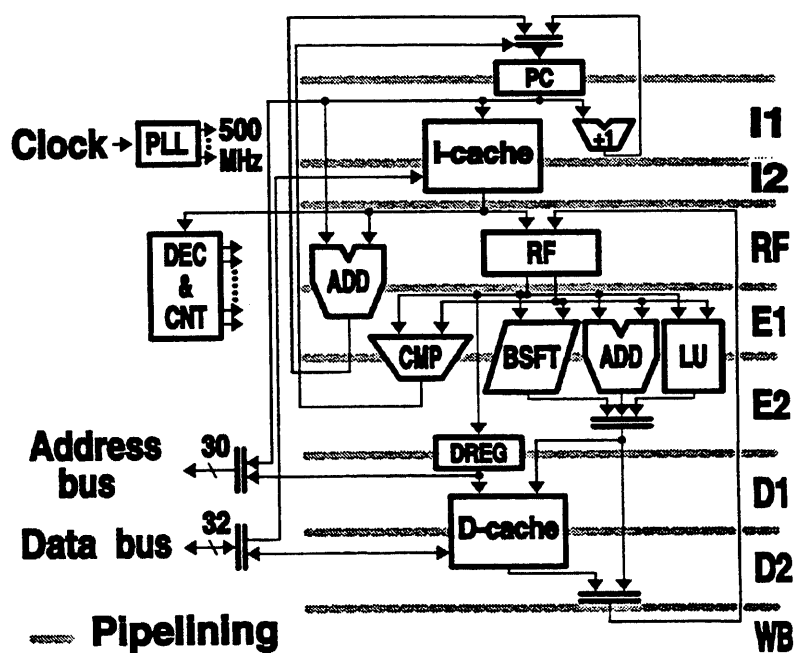 PC
Clock
PLL
500
MHz
I-cache
+1
I1
I2
DEC
&
CNT
ADD
RF
RF
CMP
BSFT
ADD
LU
E1
E2
Address
bus
30
DREG
D1
Data bus
32
D-cache
D2
Pipelining
WB